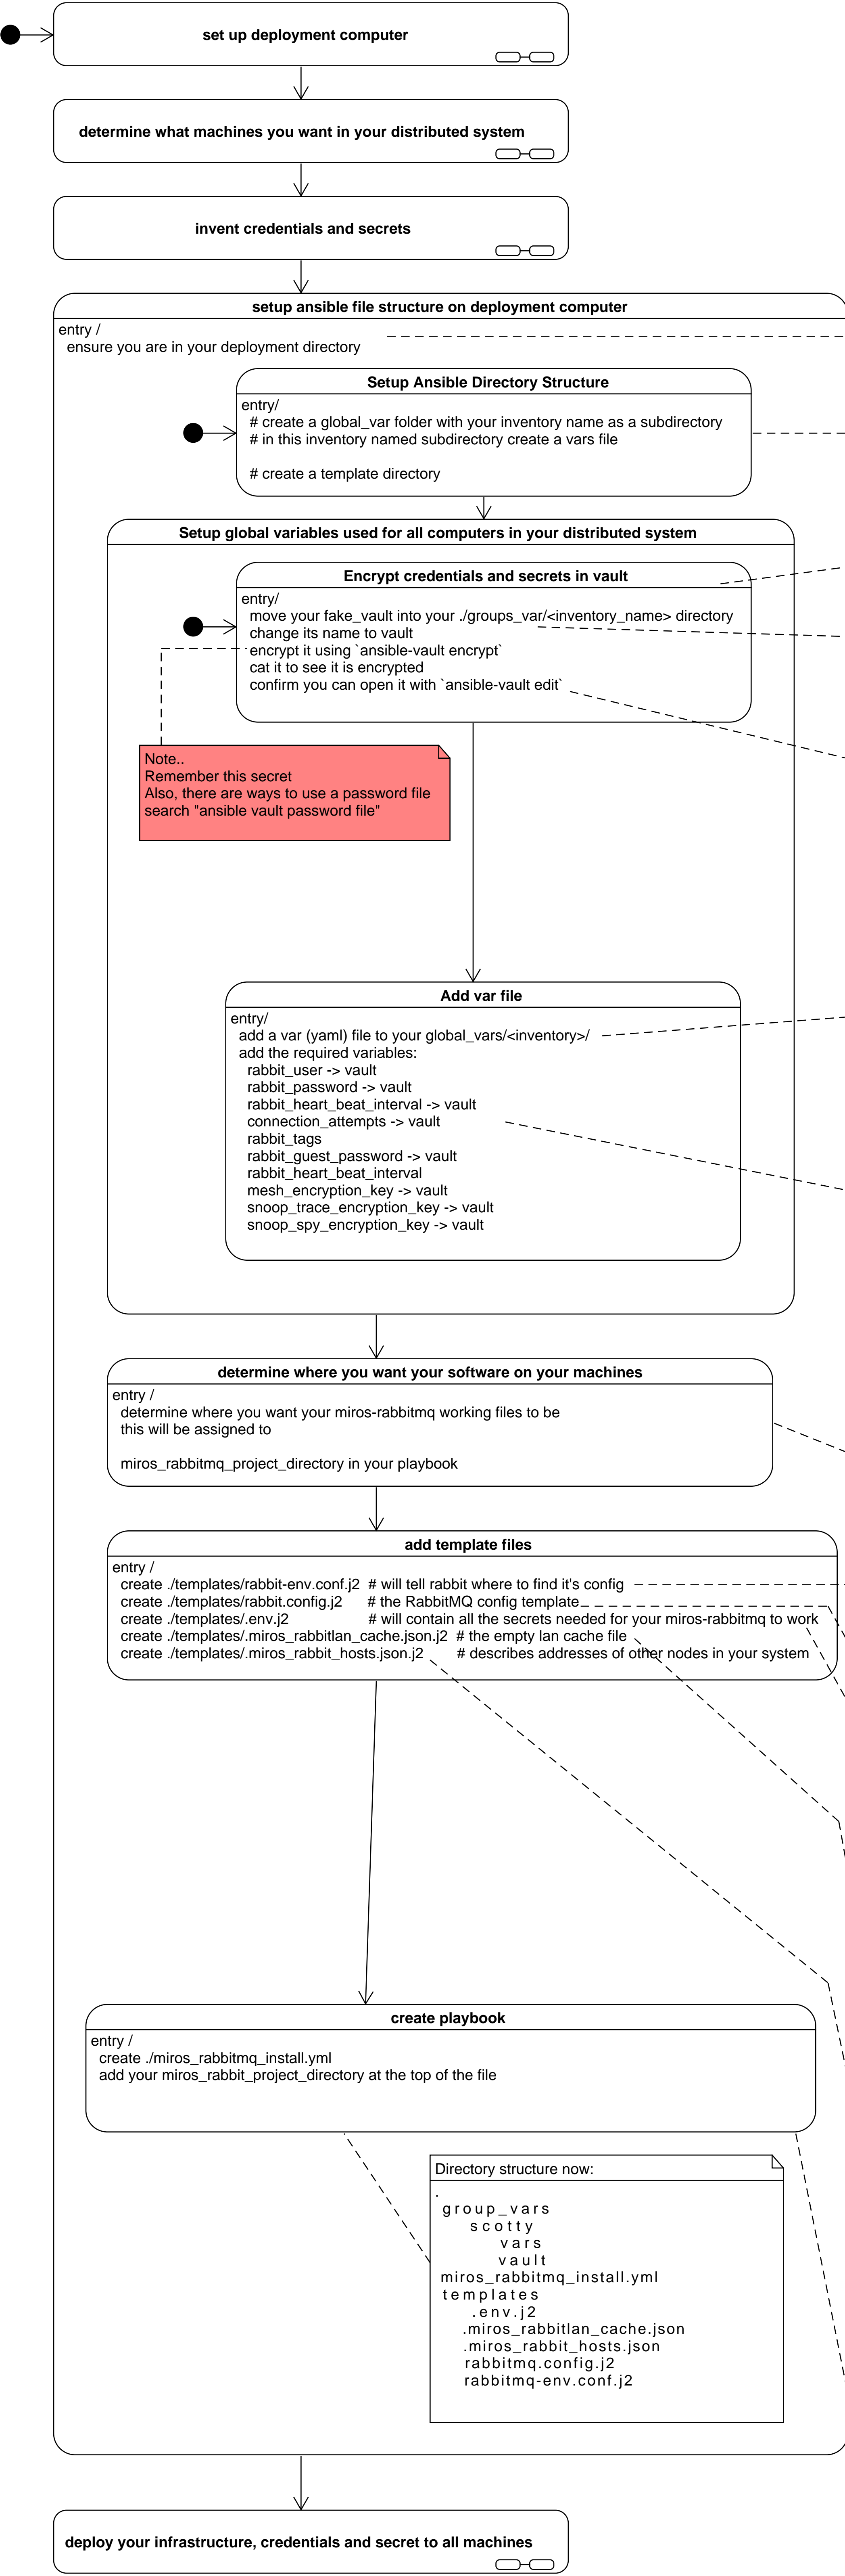 set up deployment computer
determine what machines you want in your distributed system
invent credentials and secrets
setup ansible file structure on deployment computer
entry /
ensure you are in your deployment directory
Setup Ansible Directory Structure
entry/
# create a global_var folder with your inventory name as a subdirectory
# in this inventory named subdirectory create a vars file
# create a template directory
Setup global variables used for all computers in your distributed system
Encrypt credentials and secrets in vault
entry/
move your fake_vault into your ./groups_var/<inventory_name> directory
change its name to vault
encrypt it using `ansible-vault encrypt`
cat it to see it is encrypted
confirm you can open it with `ansible-vault edit`
Note..
Remember this secret
Also, there are ways to use a password file
search "ansible vault password file"
Add var file
entry/
add a var (yaml) file to your global_vars/<inventory>/
add the required variables:
rabbit_user -> vault
rabbit_password -> vault
rabbit_heart_beat_interval -> vault
connection_attempts -> vault
rabbit_tags
rabbit_guest_password -> vault
rabbit_heart_beat_interval
mesh_encryption_key -> vault
snoop_trace_encryption_key -> vault
snoop_spy_encryption_key -> vault
determine where you want your software on your machines
entry /
determine where you want your miros-rabbitmq working files to be
this will be assigned to
miros_rabbitmq_project_directory in your playbook
add template files
entry /
create ./templates/rabbit-env.conf.j2 # will tell rabbit where to find it's config
create ./templates/rabbit.config.j2 # the RabbitMQ config template
create ./templates/.env.j2 # will contain all the secrets needed for your miros-rabbitmq to work
create ./templates/.miros_rabbitlan_cache.json.j2 # the empty lan cache file
create ./templates/.miros_rabbit_hosts.json.j2 # describes addresses of other nodes in your system
create playbook
entry /
create ./miros_rabbitmq_install.yml
add your miros_rabbit_project_directory at the top of the file
Directory structure now:
.
group_vars
scotty
vars
vault
miros_rabbitmq_install.yml
templates
.env.j2
.miros_rabbitlan_cache.json
.miros_rabbit_hosts.json
rabbitmq.config.j2
rabbitmq-env.conf.j2
deploy your infrastructure, credentials and secret to all machines